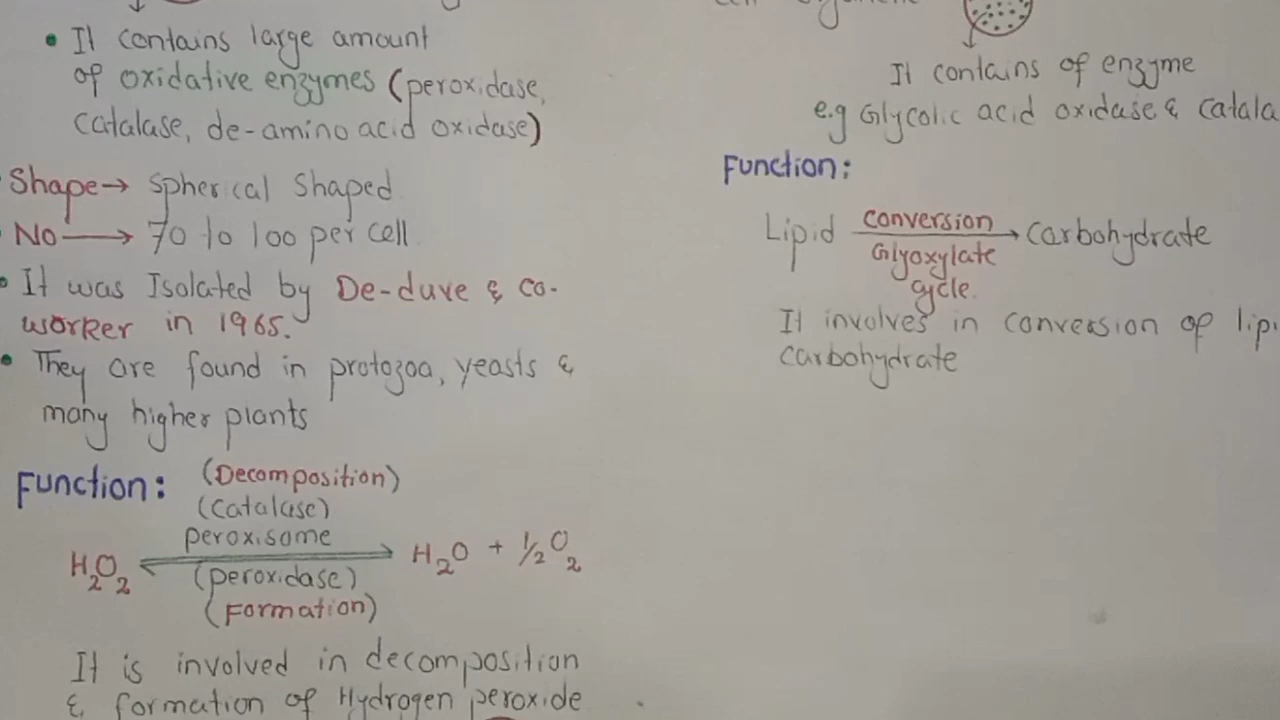 • It contains large amount
of oxidative enzymes (peroxidase,
catalase, de-amino acid oxidase)
Shape→ Spherical Shaped
No → 70 to 100 per cell
• It was Isolated by De-duve & co-
worker in 1965.
• They are found in protozoa, yeasts &
many higher plants
Function:
(Decomposition)
(catalase)
peroxisome
H2O2 ⇌ H2O + 1/2O2
(peroxidase)
(Formation)
It is involved in decomposition
& formation of Hydrogen peroxide
It contains of enzyme
e.g Glycolic acid oxidase & catala
Function:
Lipid conversion → carbohydrate
Glyoxylate
cycle.
It involves in conversion of lipi
carbohydrate